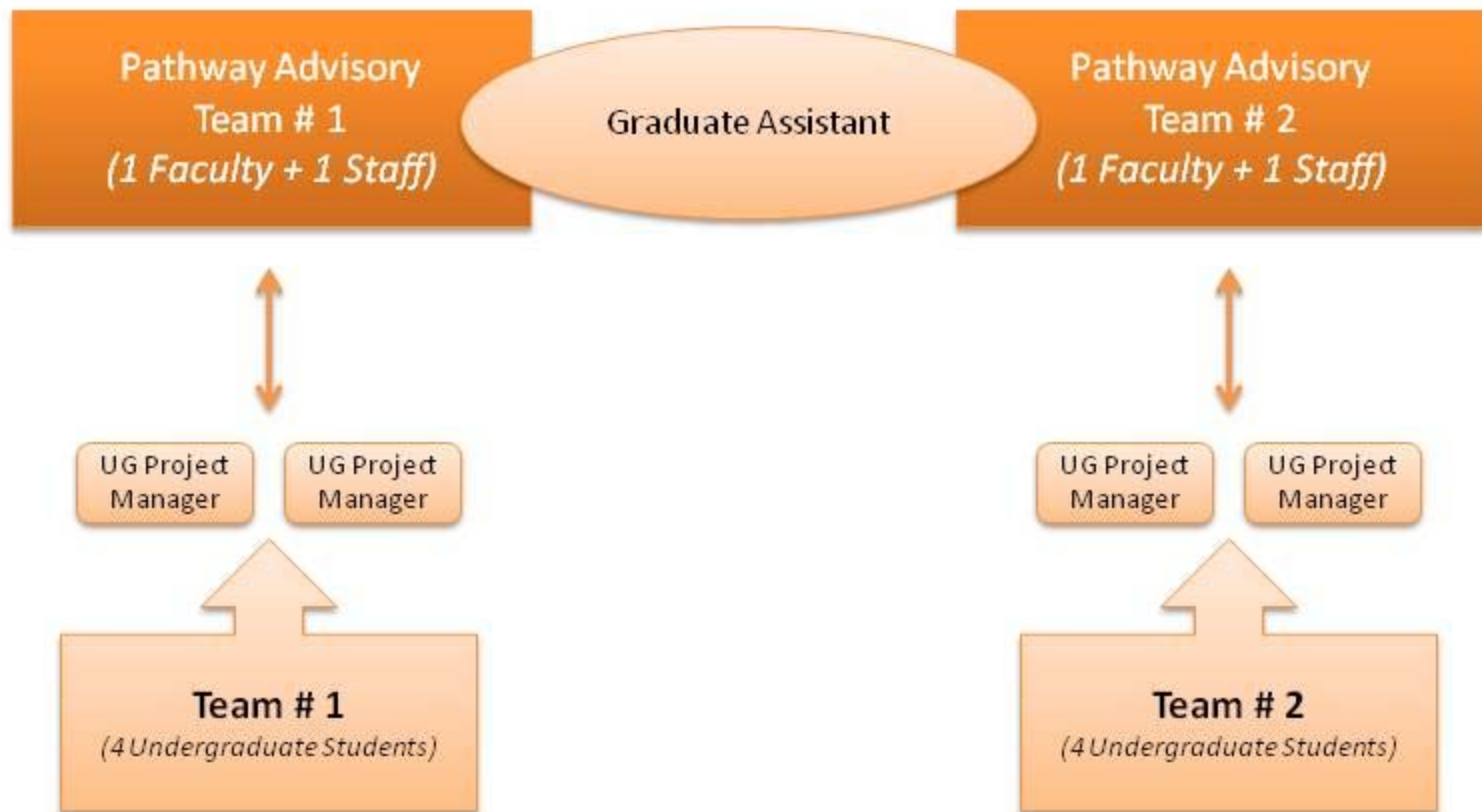 Pathway Advisory
Team # 1
(1 Faculty + 1 Staff)
Graduate Assistant
Pathway Advisory
Team # 2
(1 Faculty + 1 Staff)
UG Project
Manager
UG Project
Manager
UG Project
Manager
UG Project
Manager
Team # 1
(4 Undergraduate Students)
Team # 2
(4 Undergraduate Students)